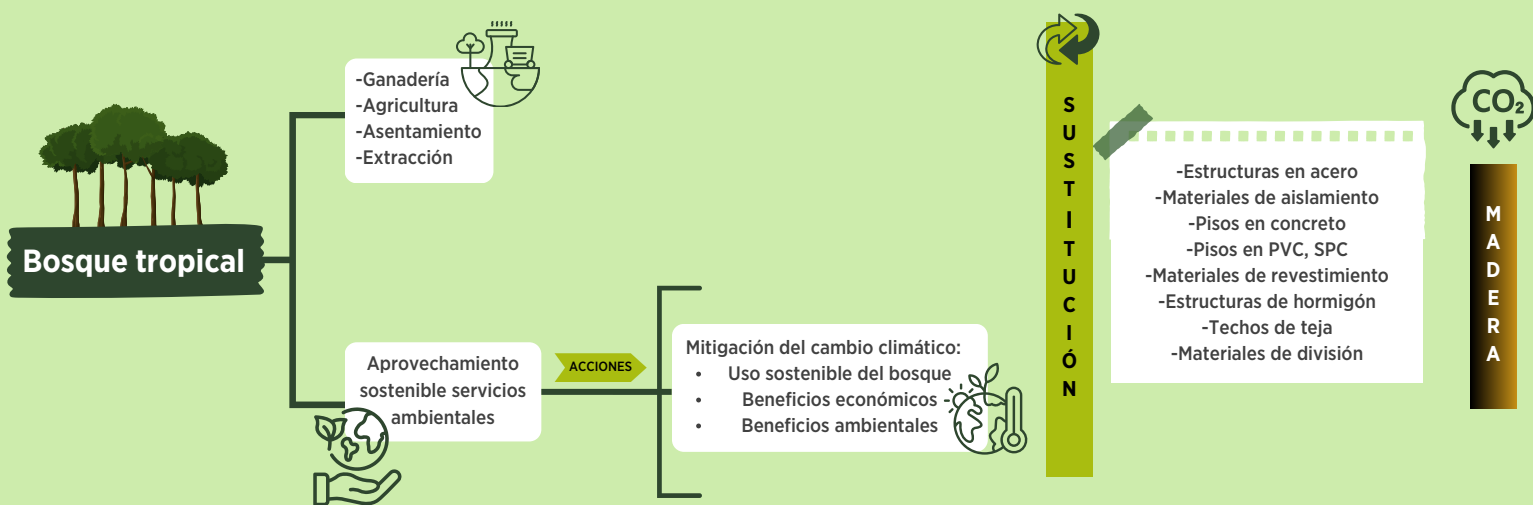 Bosque tropical
-Ganadería
-Agricultura
-Asentamiento
-Extracción
Aprovechamiento
sostenible servicios
ambientales
ACCIONES
Mitigación del cambio climático:
• Uso sostenible del bosque
• Beneficios económicos
• Beneficios ambientales
SUSTITUCIÓN
-Estructuras en acero
-Materiales de aislamiento
-Pisos en concreto
-Pisos en PVC, SPC
-Materiales de revestimiento
-Estructuras de hormigón
-Techos de teja
-Materiales de división
CO₂
MADERA